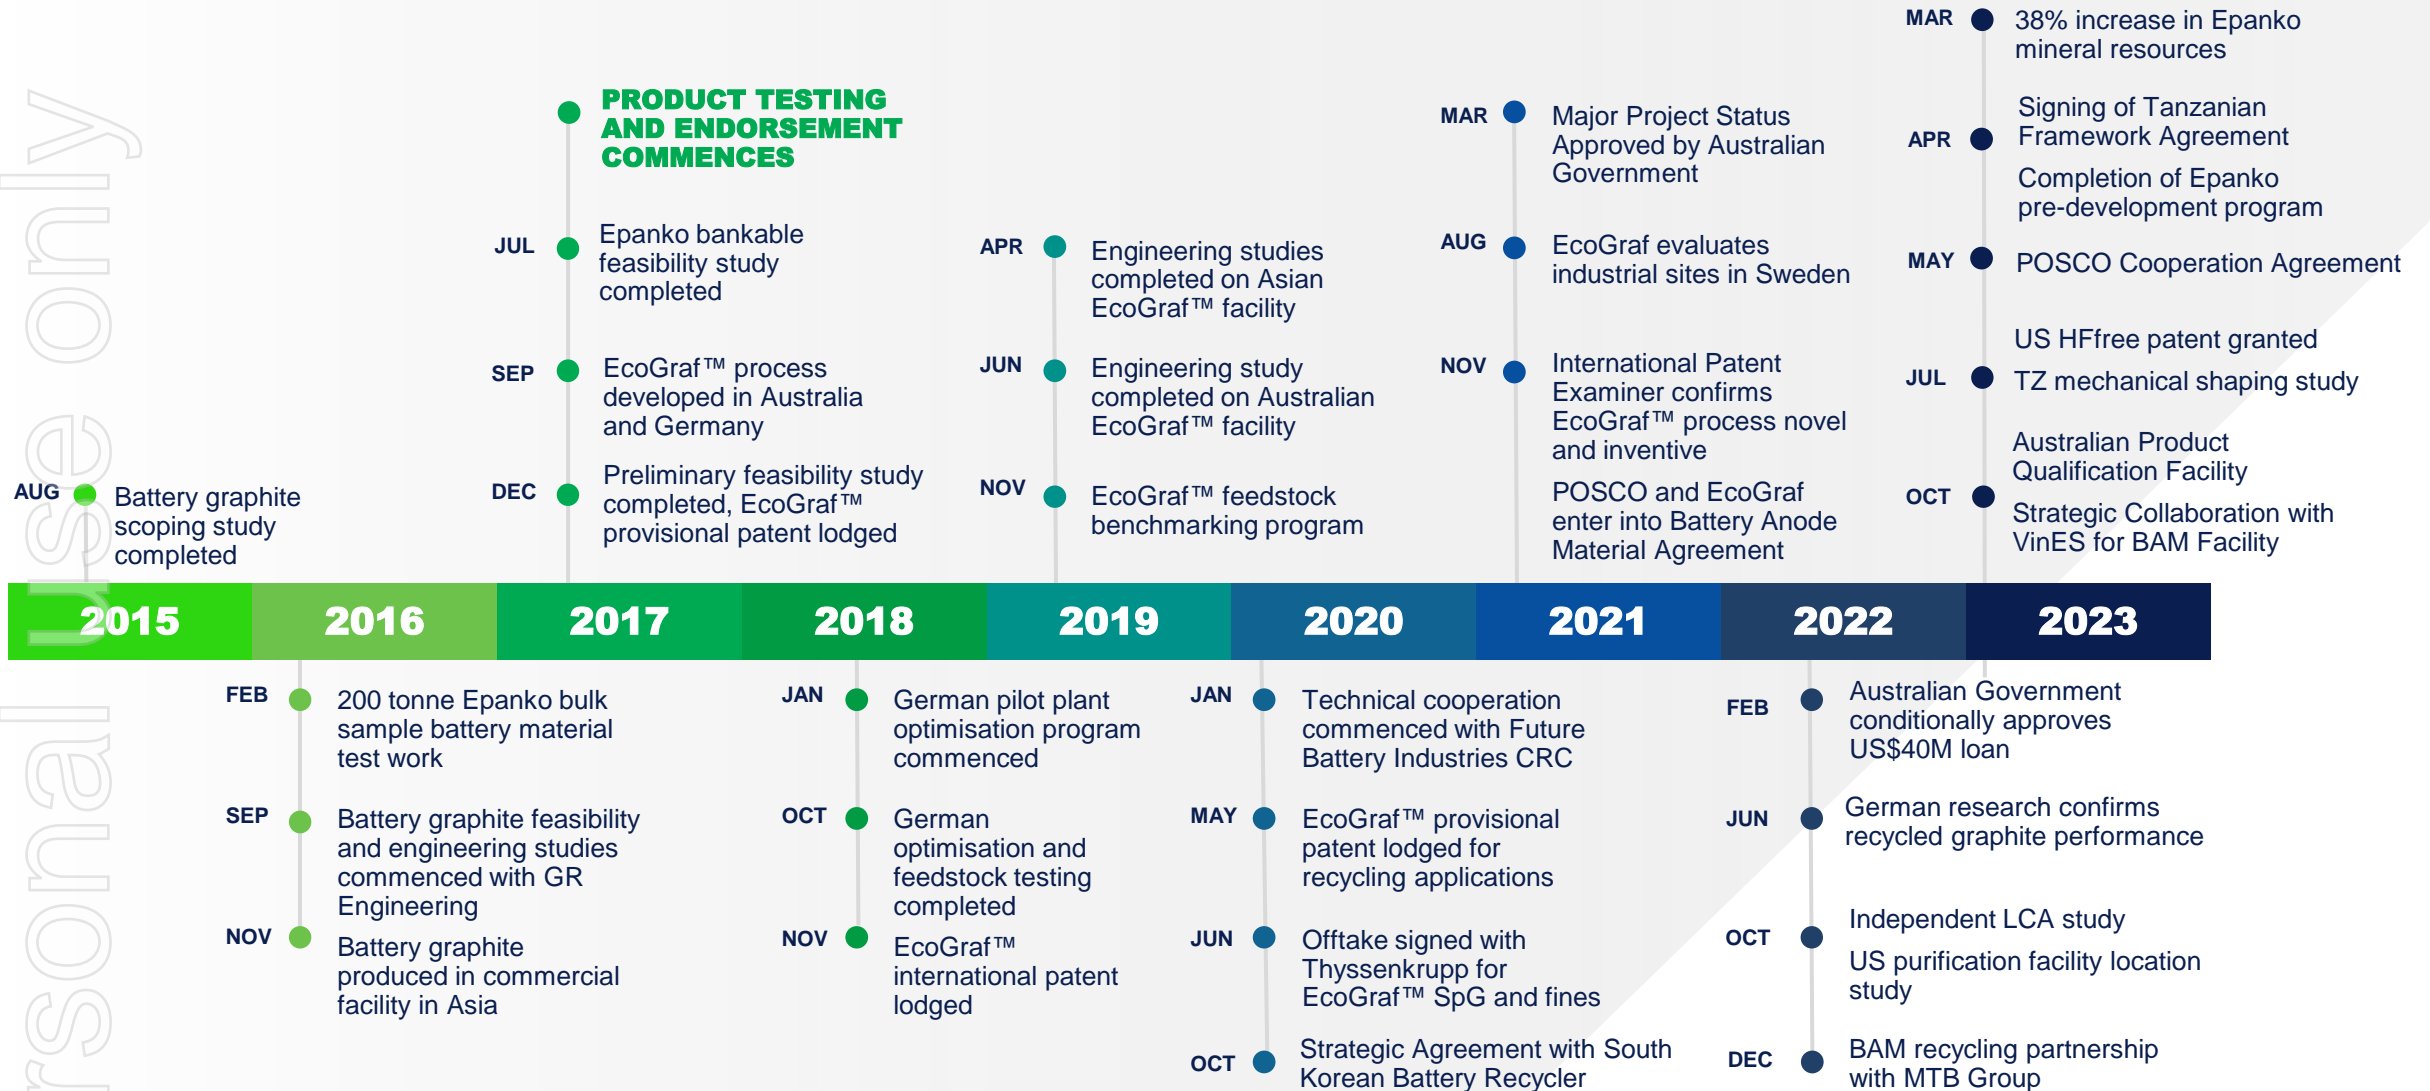 PRODUCT TESTING
AND ENDORSEMENT
COMMENCES
AUG
Battery graphite
scoping study
completed
JUL
Epanko bankable
feasibility study
completed
SEP
EcoGraf™ process
developed in Australia
and Germany
DEC
Preliminary feasibility study
completed, EcoGraf™
provisional patent lodged
APR
Engineering studies
completed on Asian
EcoGraf™ facility
JUN
Engineering study
completed on Australian
EcoGraf™ facility
NOV
EcoGraf™ feedstock
benchmarking program
MAR
Major Project Status
Approved by Australian
Government
AUG
EcoGraf evaluates
industrial sites in Sweden
NOV
International Patent
Examiner confirms
EcoGraf™ process novel
and inventive
POSCO and EcoGraf
enter into Battery Anode
Material Agreement
MAR
38% increase in Epanko
mineral resources
APR
Signing of Tanzanian
Framework Agreement
Completion of Epanko
pre-development program
MAY
POSCO Cooperation Agreement
JUL
US HFfree patent granted
TZ mechanical shaping study
OCT
Australian Product
Qualification Facility
Strategic Collaboration with
VinES for BAM Facility
2015
2016
2017
2018
2019
2020
2021
2022
2023
FEB
200 tonne Epanko bulk
sample battery material
test work
SEP
Battery graphite feasibility
and engineering studies
commenced with GR
Engineering
NOV
Battery graphite
produced in commercial
facility in Asia
JAN
German pilot plant
optimisation program
commenced
OCT
German
optimisation and
feedstock testing
completed
NOV
EcoGraf™
international patent
lodged
JAN
Technical cooperation
commenced with Future
Battery Industries CRC
MAY
EcoGraf™ provisional
patent lodged for
recycling applications
JUN
Offtake signed with
Thyssenkrupp for
EcoGraf™ SpG and fines
OCT
Strategic Agreement with South
Korean Battery Recycler
FEB
Australian Government
conditionally approves
US$40M loan
JUN
German research confirms
recycled graphite performance
OCT
Independent LCA study
US purification facility location
study
DEC
BAM recycling partnership
with MTB Group
rsonal use only